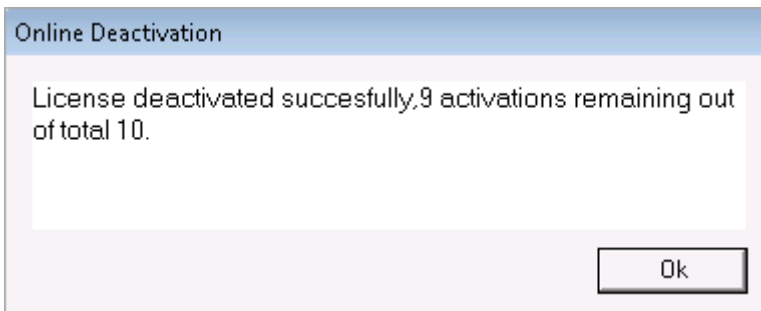 Online Deactivation
License deactivated succesfully,9 activations remaining out
of total 10.
Ok